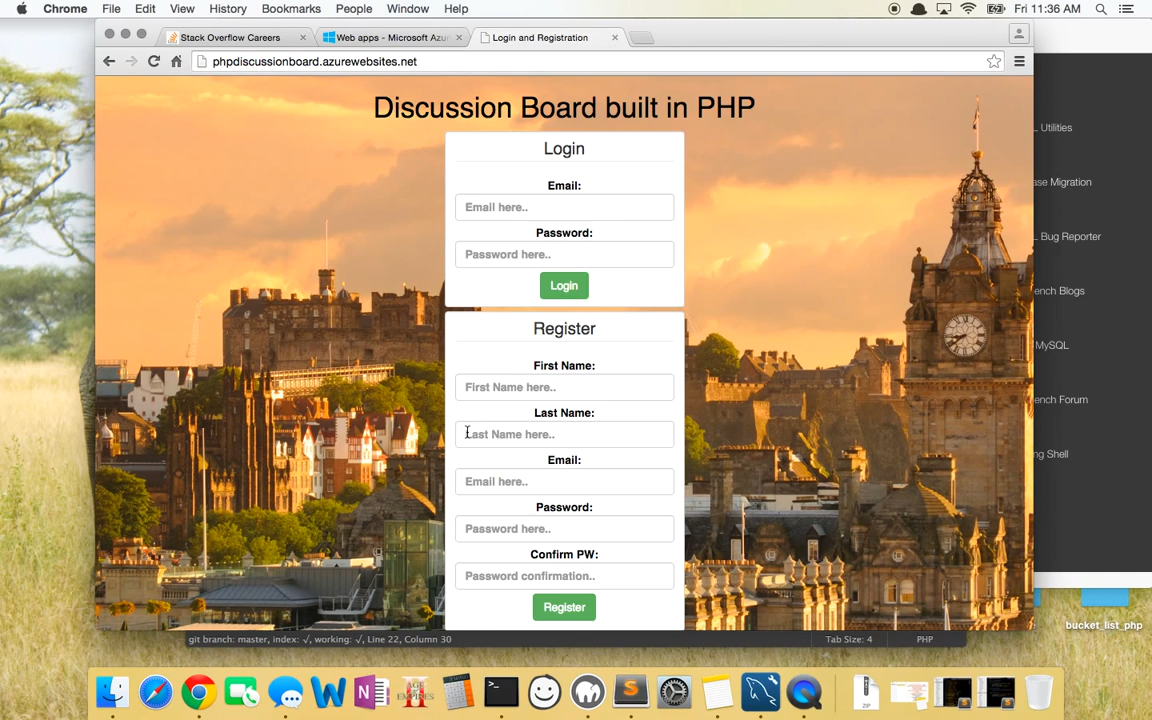 Chrome File Edit View History Bookmarks People Window Help Fri 11:36 AM
Stack Overflow Careers Web apps - Microsoft Azu Login and Registration
phpdiscussionboard.azurewebsites.net
Discussion Board built in PHP
Login
Email:
Email here..
Password:
Password here..
Login
Register
First Name:
First Name here..
Last Name:
Last Name here..
Email:
Email here..
Password:
Password here..
Confirm PW:
Password confirmation..
Register
L Utilities
ase Migration
L Bug Reporter
ench Blogs
MySQL
ench Forum
ng Shell
bucket_list_php
git branch: master, index: √, working: √, Line 22, Column 30 Tab Size: 4 PHP
AGE OF
EMPIRES
ZIP